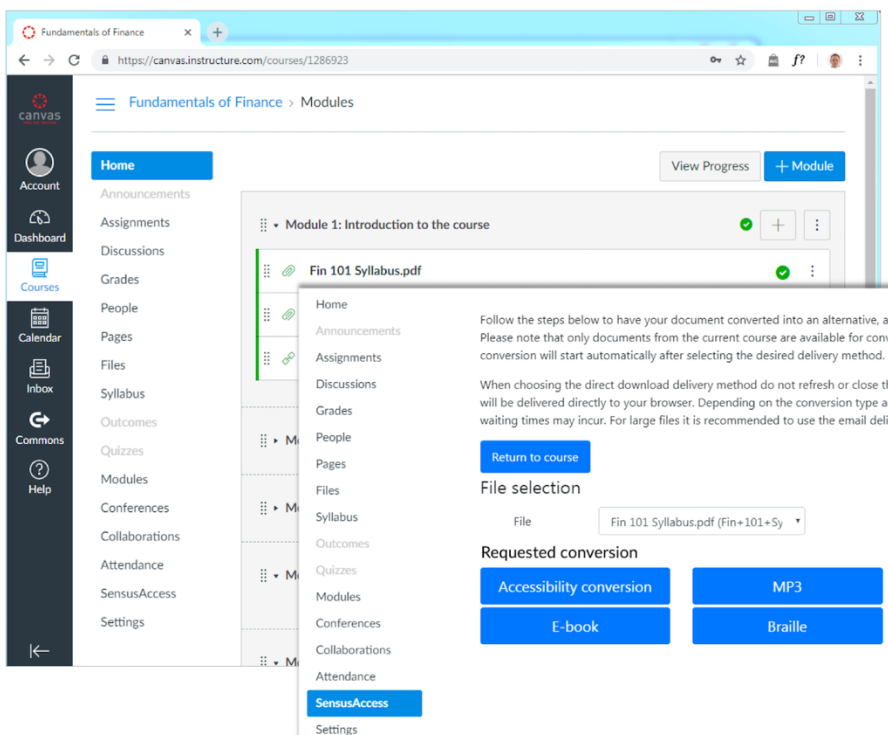 Fundamentals of Finance
https://canvas.instructure.com/courses/1286923
f?
canvas
Fundamentals of Finance > Modules
Account
Dashboard
Courses
Calendar
Inbox
Commons
Help
Home
Announcements
Assignments
Discussions
Grades
People
Pages
Files
Syllabus
Outcomes
Quizzes
Modules
Conferences
Collaborations
Attendance
SensusAccess
Settings
View Progress
+ Module
Module 1: Introduction to the course
Fin 101 Syllabus.pdf
M
M
M
M
Home
Announcements
Assignments
Discussions
Grades
People
Pages
Files
Syllabus
Outcomes
Quizzes
Modules
Conferences
Collaborations
Attendance
SensusAccess
Settings
Follow the steps below to have your document converted into an alternative, a
Please note that only documents from the current course are available for conv
conversion will start automatically after selecting the desired delivery method.
When choosing the direct download delivery method do not refresh or close th
will be delivered directly to your browser. Depending on the conversion type a
waiting times may incur. For large files it is recommended to use the email deli
Return to course
File selection
File
Fin 101 Syllabus.pdf (Fin+101+Sy
Requested conversion
Accessibility conversion
MP3
E-book
Braille